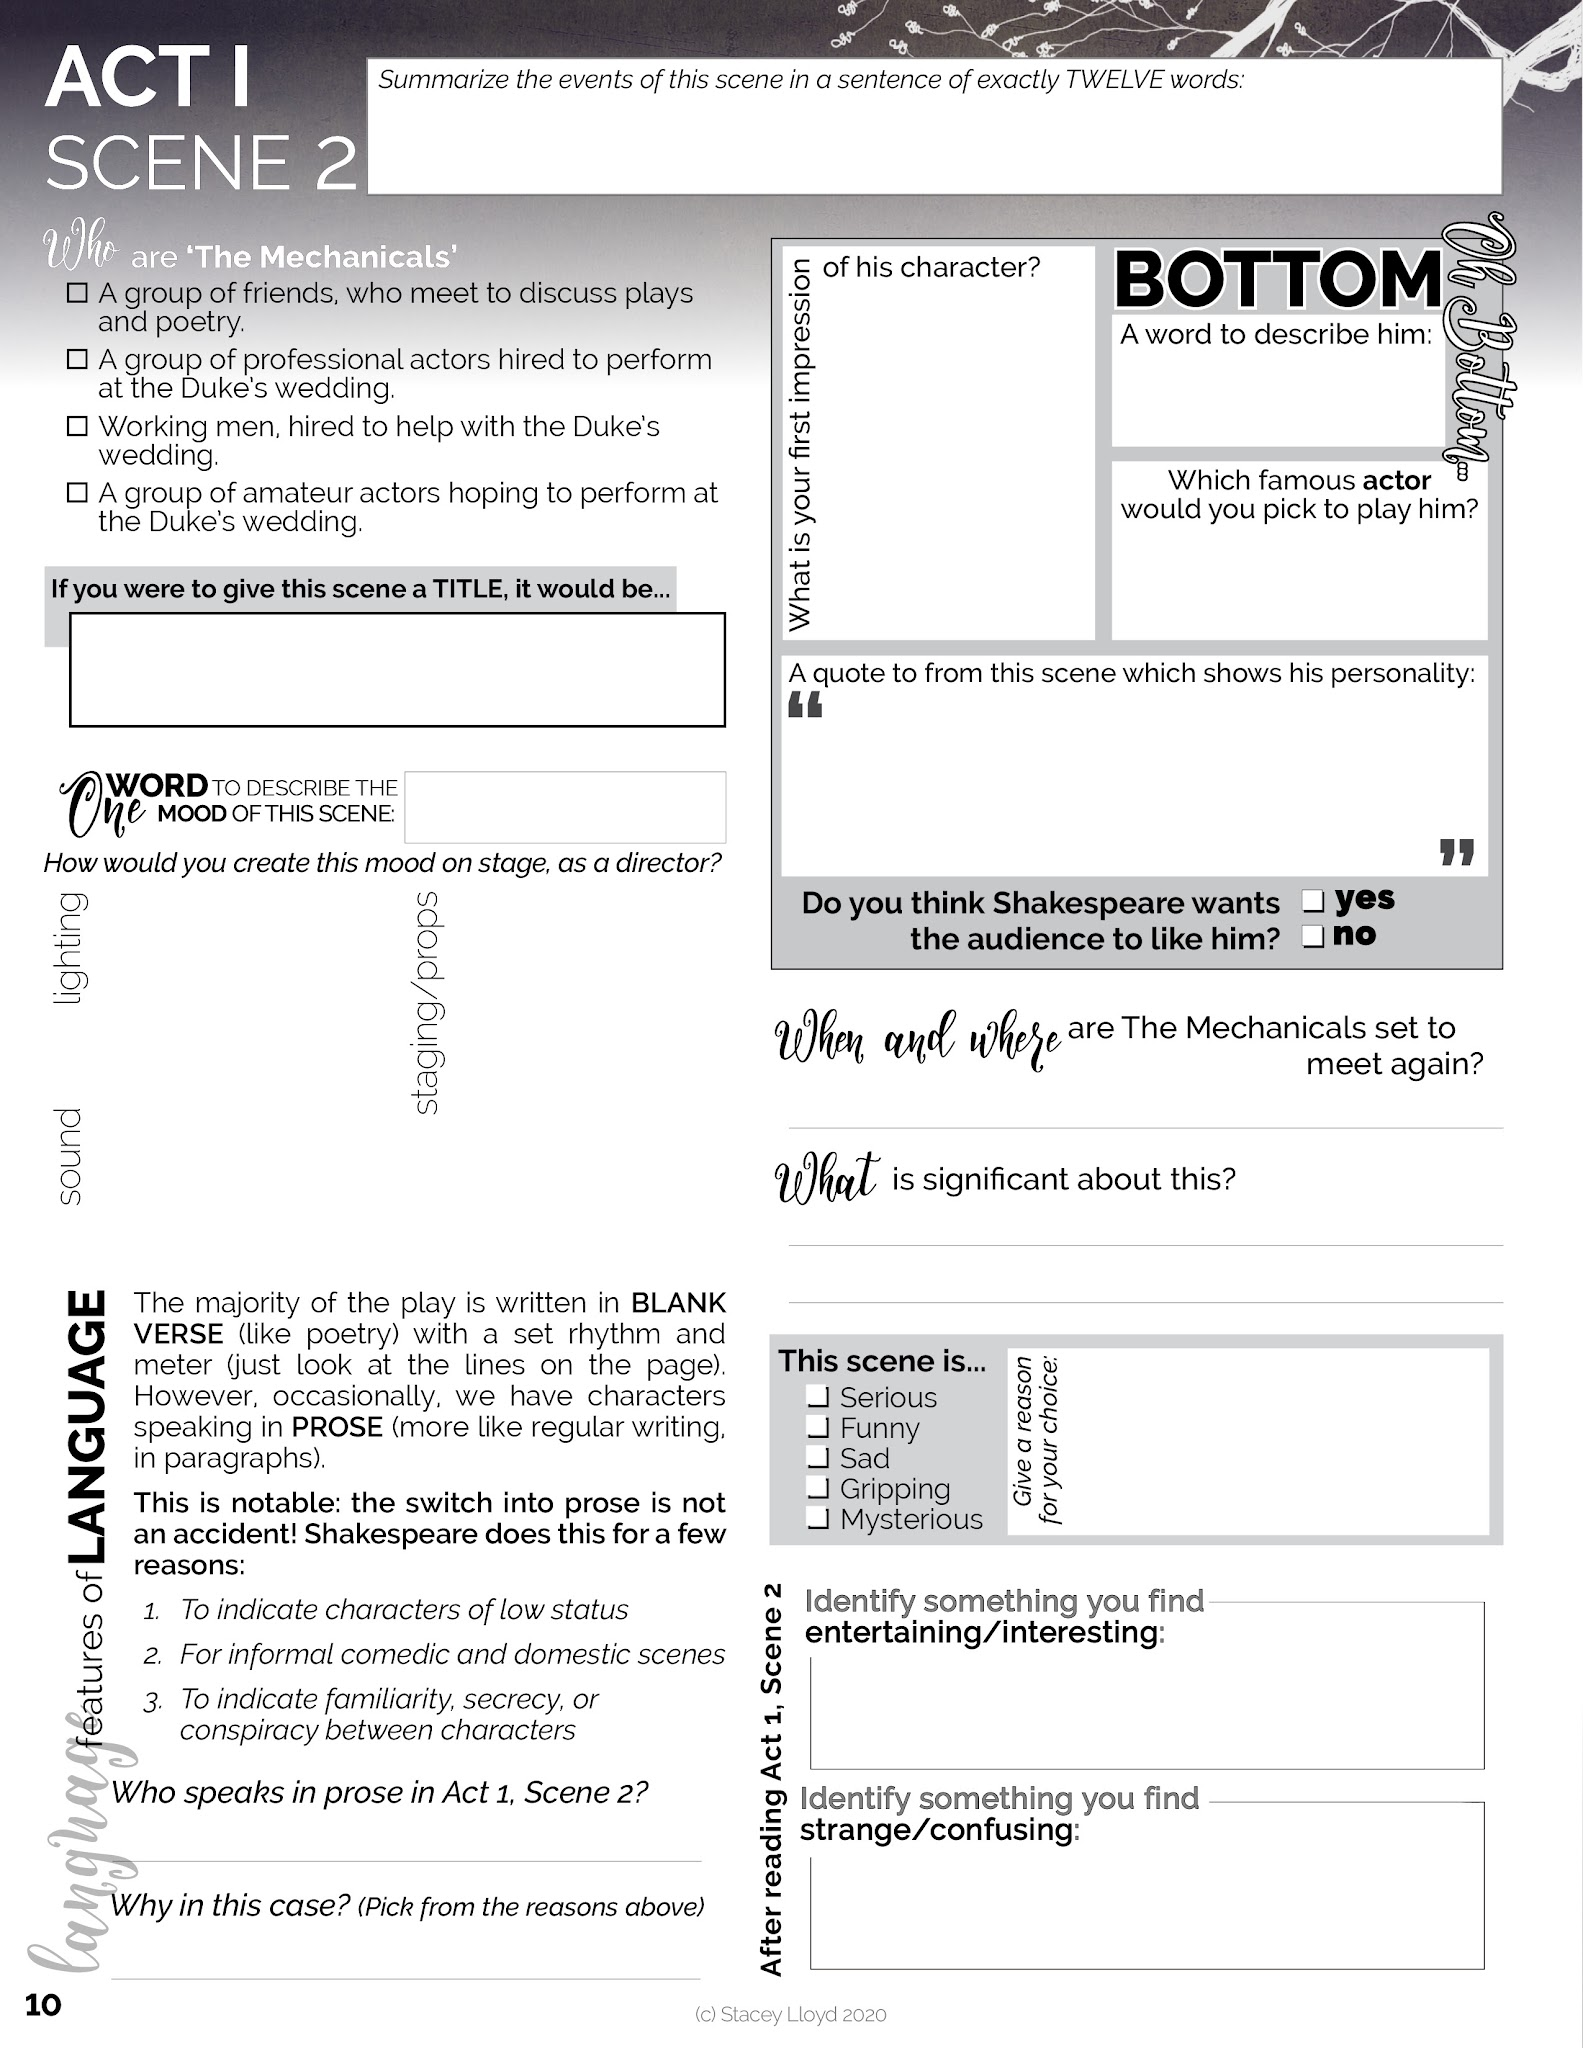 ACT I
SCENE 2
Summarize the events of this scene in a sentence of exactly TWELVE words:
Who are ‘The Mechanicals’
A group of friends, who meet to discuss plays
and poetry.
A group of professional actors hired to perform
at the Duke’s wedding.
Working men, hired to help with the Duke’s
wedding.
A group of amateur actors hoping to perform at
the Duke’s wedding.
If you were to give this scene a TITLE, it would be...
One WORD TO DESCRIBE THE
MOOD OF THIS SCENE:
How would you create this mood on stage, as a director?
lighting
staging/props
sound
features of LANGUAGE
language
The majority of the play is written in BLANK
VERSE (like poetry) with a set rhythm and
meter (just look at the lines on the page).
However, occasionally, we have characters
speaking in PROSE (more like regular writing,
in paragraphs).
This is notable: the switch into prose is not
an accident! Shakespeare does this for a few
reasons:
1. To indicate characters of low status
2. For informal comedic and domestic scenes
3. To indicate familiarity, secrecy, or
conspiracy between characters
Who speaks in prose in Act 1, Scene 2?
Why in this case? (Pick from the reasons above)
What is your first impression
of his character?
BOTTOM
Oh Bottom...
A word to describe him:
Which famous actor
would you pick to play him?
A quote to from this scene which shows his personality:
“
”
Do you think Shakespeare wants
the audience to like him?
yes
no
When and where are The Mechanicals set to
meet again?
What is significant about this?
This scene is...
Serious
Funny
Sad
Gripping
Mysterious
Give a reason
for your choice:
After reading Act 1, Scene 2
Identify something you find
entertaining/interesting:
Identify something you find
strange/confusing:
10
(c) Stacey Lloyd 2020